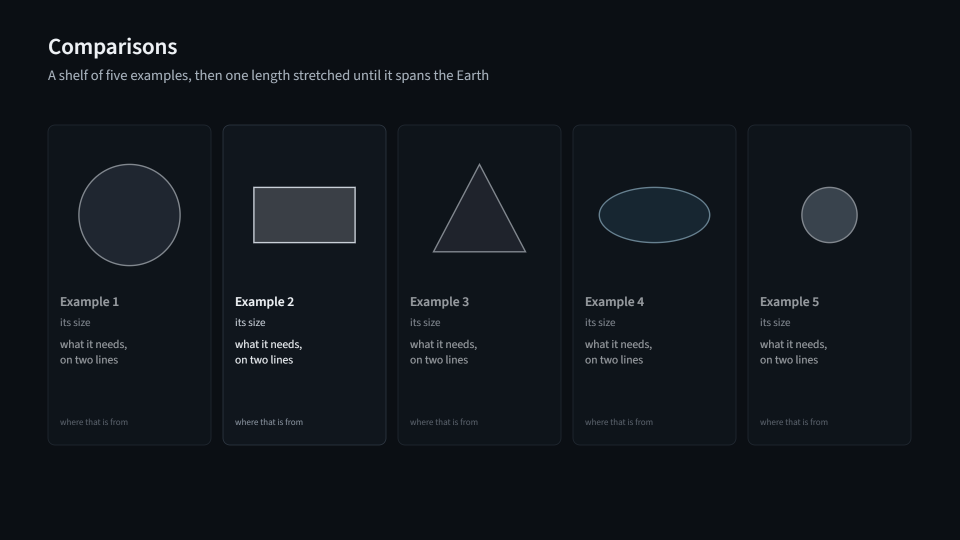 Comparisons
A shelf of five examples, then one length stretched until it spans the Earth
Example 1
its size
what it needs,
on two lines
where that is from
Example 2
its size
what it needs,
on two lines
where that is from
Example 3
its size
what it needs,
on two lines
where that is from
Example 4
its size
what it needs,
on two lines
where that is from
Example 5
its size
what it needs,
on two lines
where that is from